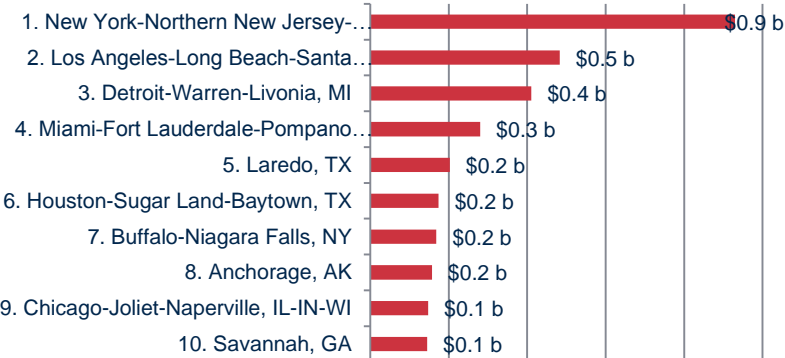 1. New York-Northern New Jersey-… $0.9 b
2. Los Angeles-Long Beach-Santa… $0.5 b
3. Detroit-Warren-Livonia, MI $0.4 b
4. Miami-Fort Lauderdale-Pompano… $0.3 b
5. Laredo, TX $0.2 b
6. Houston-Sugar Land-Baytown, TX $0.2 b
7. Buffalo-Niagara Falls, NY $0.2 b
8. Anchorage, AK $0.2 b
9. Chicago-Joliet-Naperville, IL-IN-WI $0.1 b
10. Savannah, GA $0.1 b